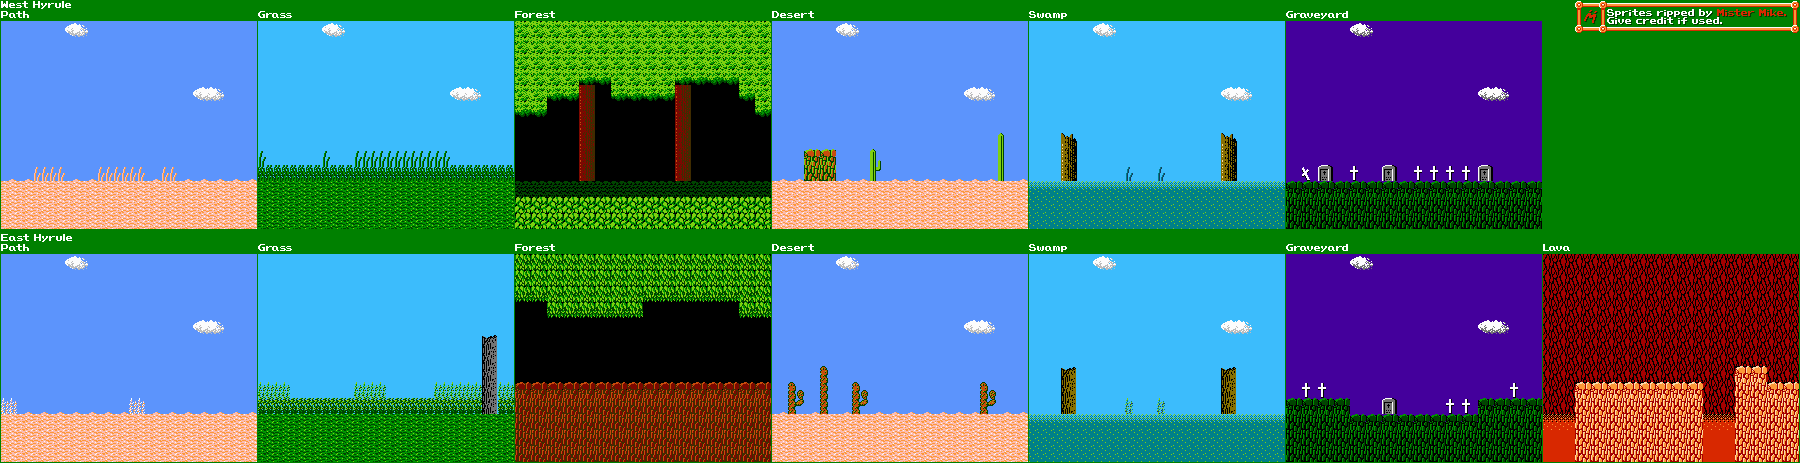 West Hyrule
Path
Grass
Forest
Desert
Swamp
Graveyard
Sprites ripped by Mister Mike.
Give credit if used.
East Hyrule
Path
Grass
Forest
Desert
Swamp
Graveyard
Lava